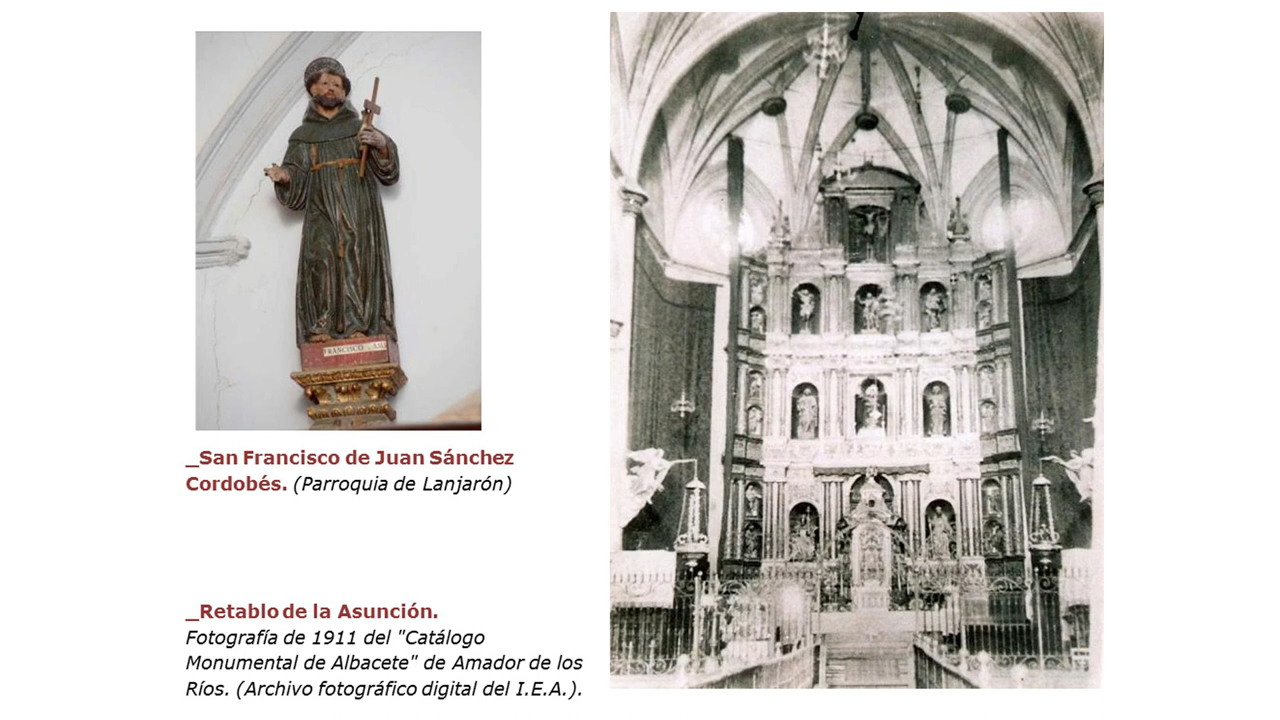 FRANCISCO
_San Francisco de Juan Sánchez
Cordobés. (Parroquia de Lanjarón)
_Retablo de la Asunción.
Fotografía de 1911 del "Catálogo
Monumental de Albacete" de Amador de los
Ríos. (Archivo fotográfico digital del I.E.A.).